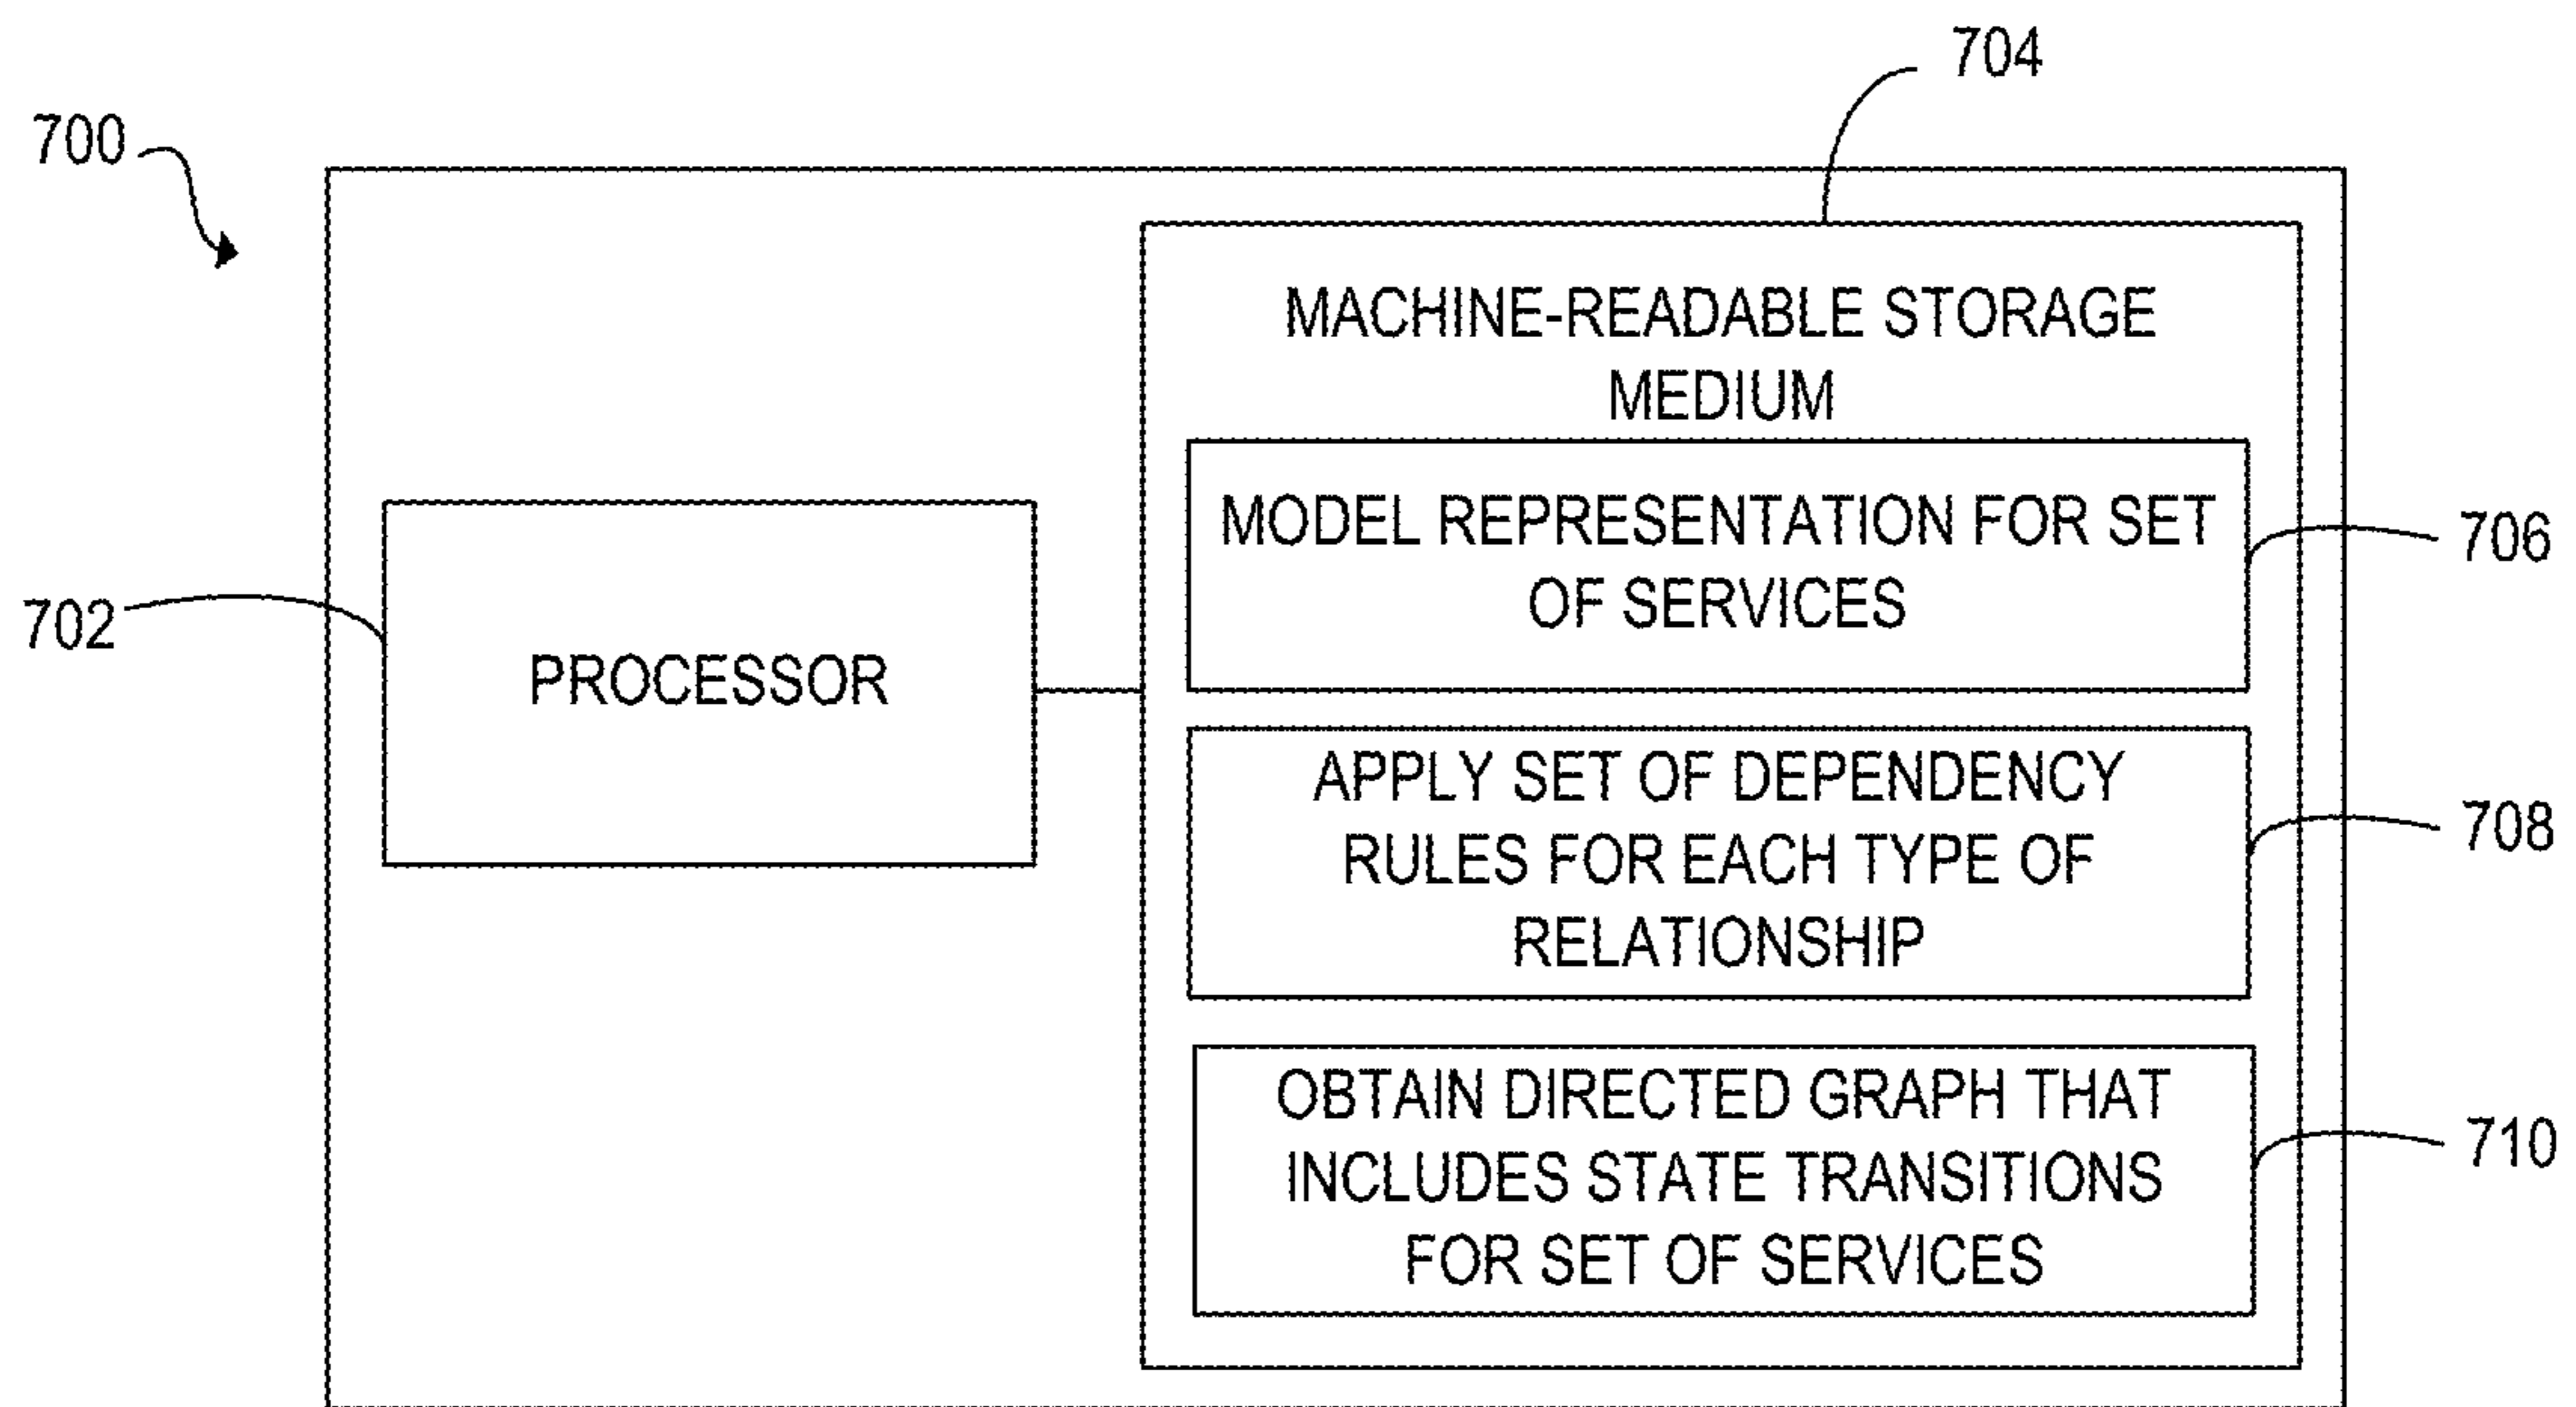 704
700
MACHINE-READABLE STORAGE
MEDIUM
MODEL REPRESENTATION FOR SET
OF SERVICES
706
702
PROCESSOR
APPLY SET OF DEPENDENCY
RULES FOR EACH TYPE OF
RELATIONSHIP
708
OBTAIN DIRECTED GRAPH THAT
INCLUDES STATE TRANSITIONS
FOR SET OF SERVICES
710